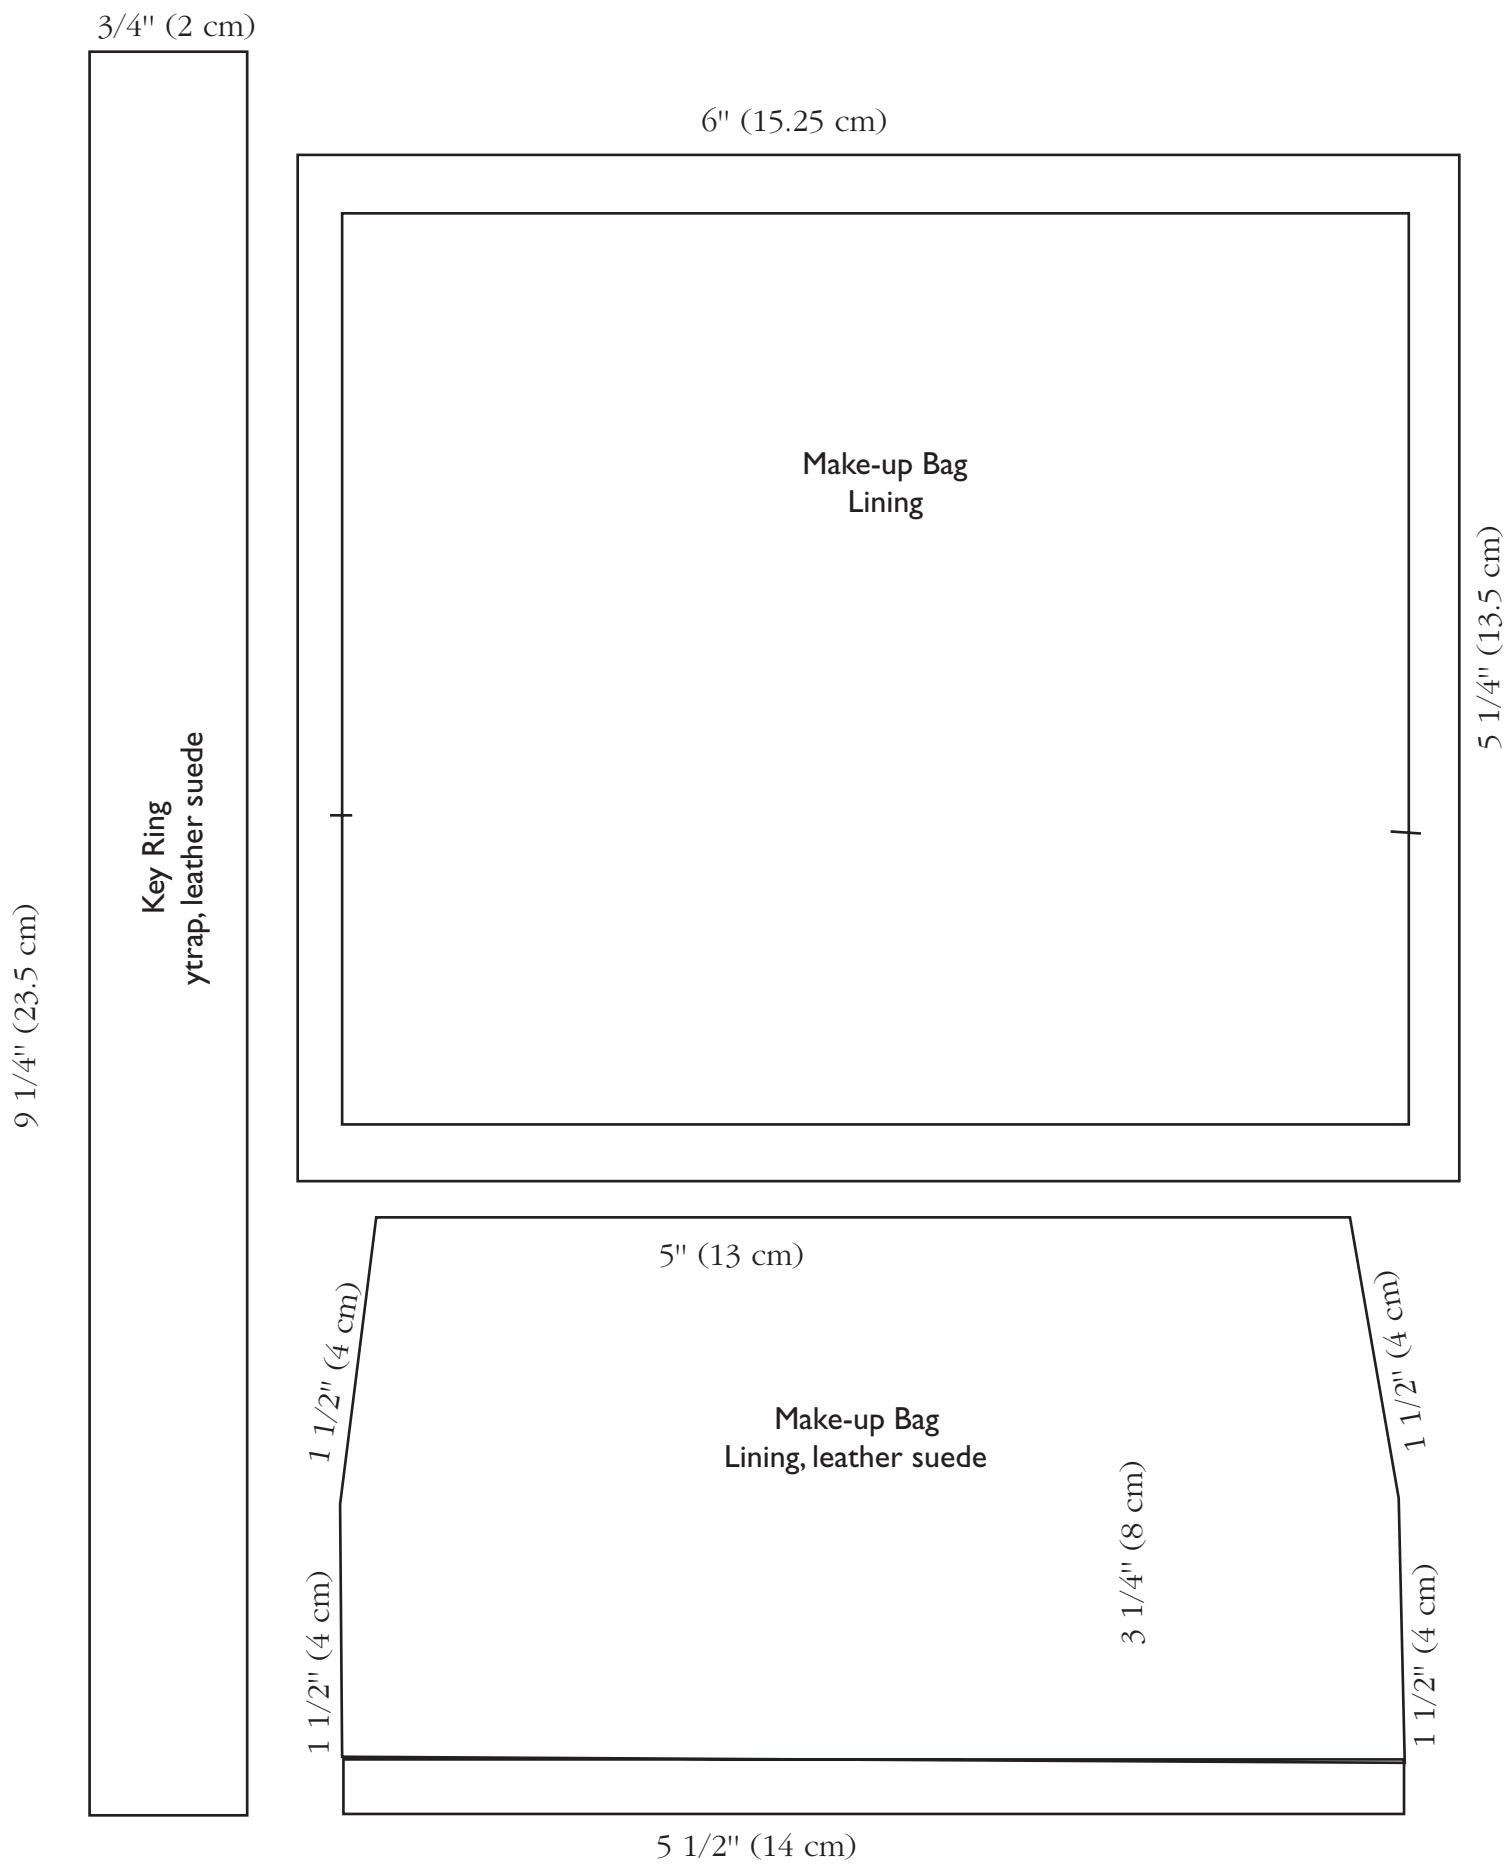 3/4" (2 cm)
6" (15.25 cm)
Make-up Bag
Lining
5 1/4" (13.5 cm)
Key Ring
ytrap, leather suede
9 1/4" (23.5 cm)
5" (13 cm)
1 1/2" (4 cm)
1 1/2" (4 cm)
Make-up Bag
Lining, leather suede
3 1/4" (8 cm)
1 1/2" (4 cm)
1 1/2" (4 cm)
5 1/2" (14 cm)